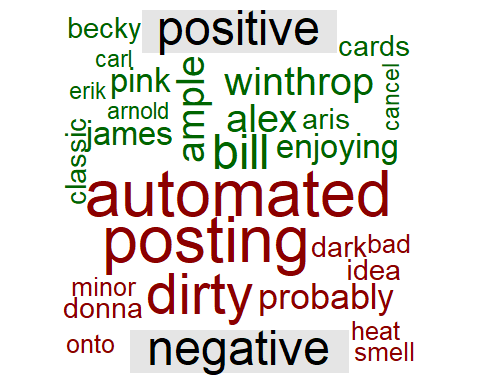 becky positive
carl cards
erik pink ample winthrop cancel
arnold alex aris
classic james bill enjoying
automated
posting dark bad
idea
minor dirty probably
donna
onto negative heat
smell